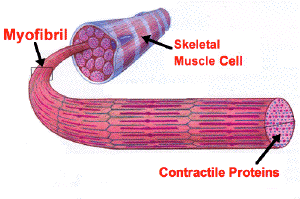 Myofibril
Skeletal
Muscle Cell
Contractile Proteins